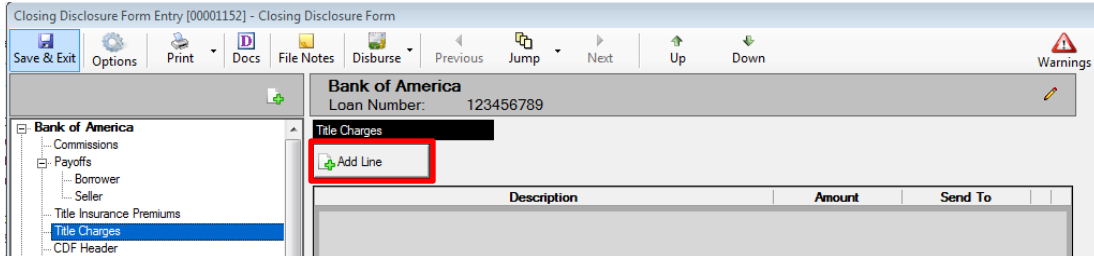 Closing Disclosure Form Entry [00001152] - Closing Disclosure Form
Save & Exit Options Print Docs File Notes Disburse Previous Jump Next Up Down Warnings
Bank of America
Loan Number: 123456789
Bank of America
Commissions
Payoffs
Borrower
Seller
Title Insurance Premiums
Title Charges
CDF Header
Title Charges
Add Line
Description Amount Send To